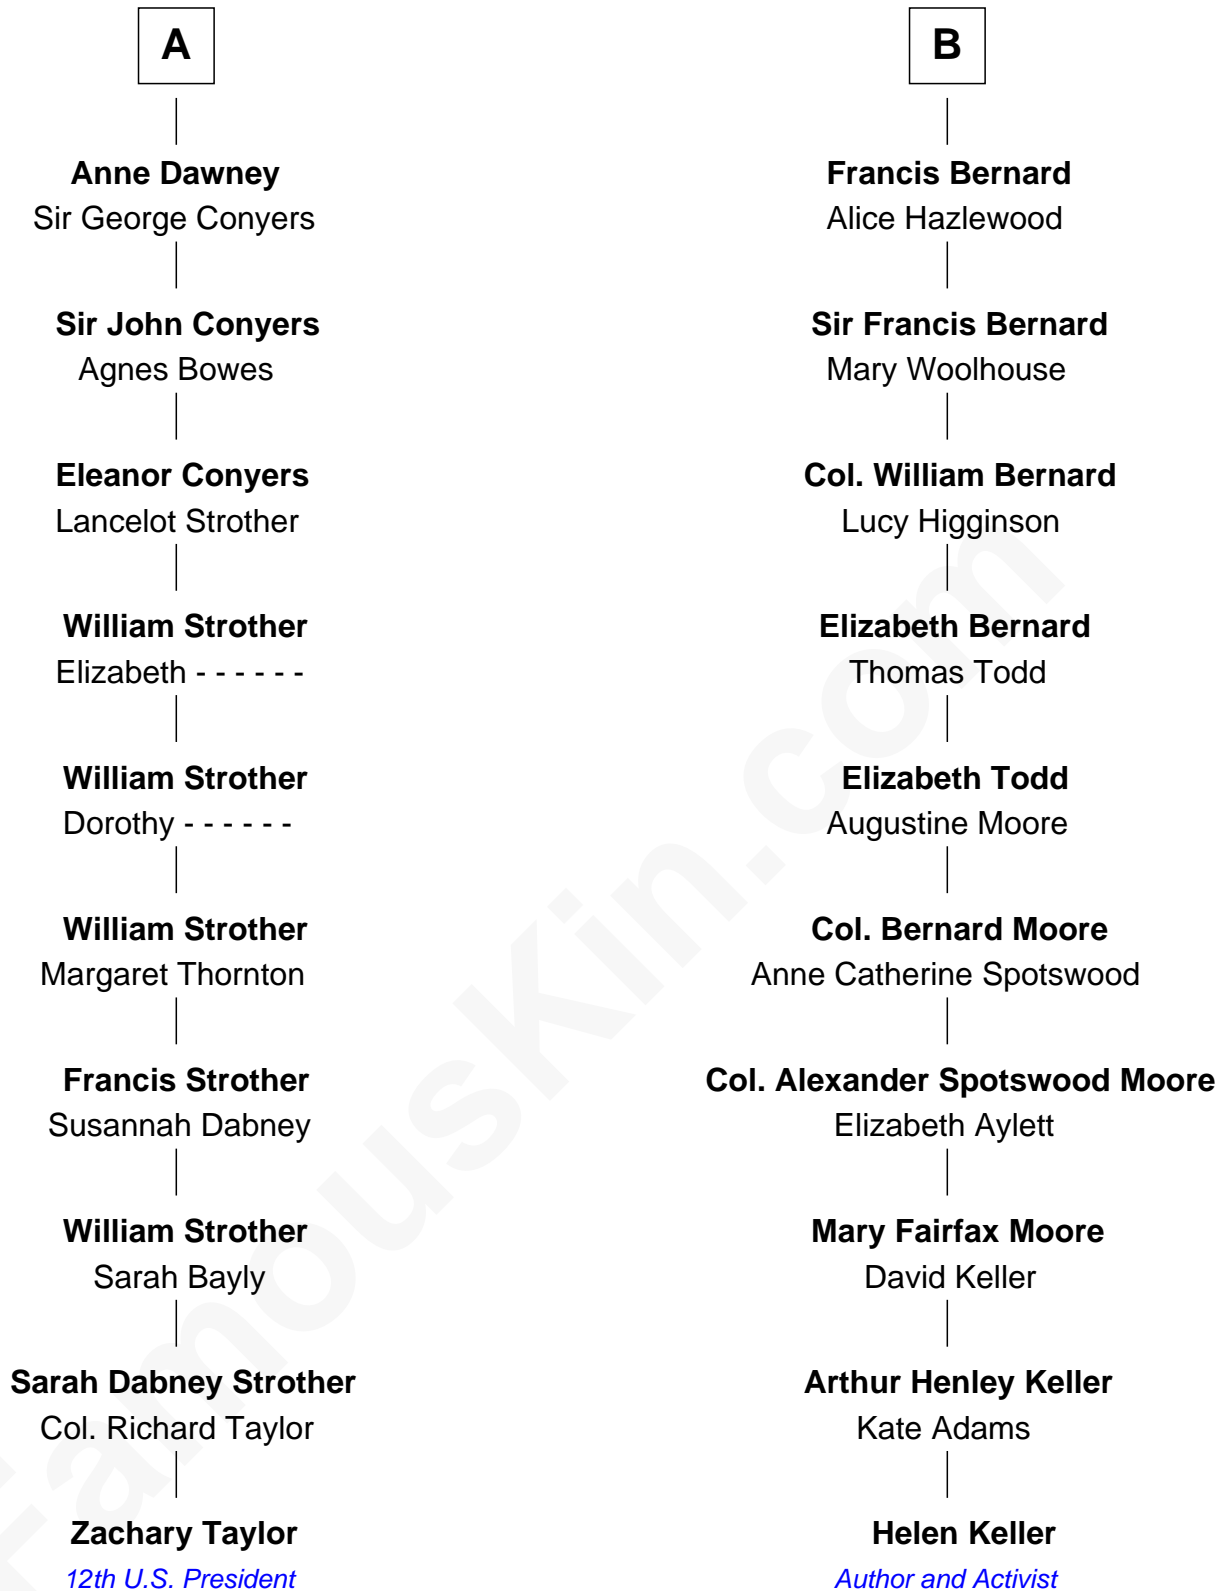 A
Anne Dawney
Sir George Conyers
Sir John Conyers
Agnes Bowes
Eleanor Conyers
Lancelot Strother
William Strother
Elizabeth - - - - - -
William Strother
Dorothy - - - - - -
William Strother
Margaret Thornton
Francis Strother
Susannah Dabney
William Strother
Sarah Bayly
Sarah Dabney Strother
Col. Richard Taylor
Zachary Taylor
12th U.S. President
B
Francis Bernard
Alice Hazlewood
Sir Francis Bernard
Mary Woolhouse
Col. William Bernard
Lucy Higginson
Elizabeth Bernard
Thomas Todd
Elizabeth Todd
Augustine Moore
Col. Bernard Moore
Anne Catherine Spotswood
Col. Alexander Spotswood Moore
Elizabeth Aylett
Mary Fairfax Moore
David Keller
Arthur Henley Keller
Kate Adams
Helen Keller
Author and Activist
FamousKin.com